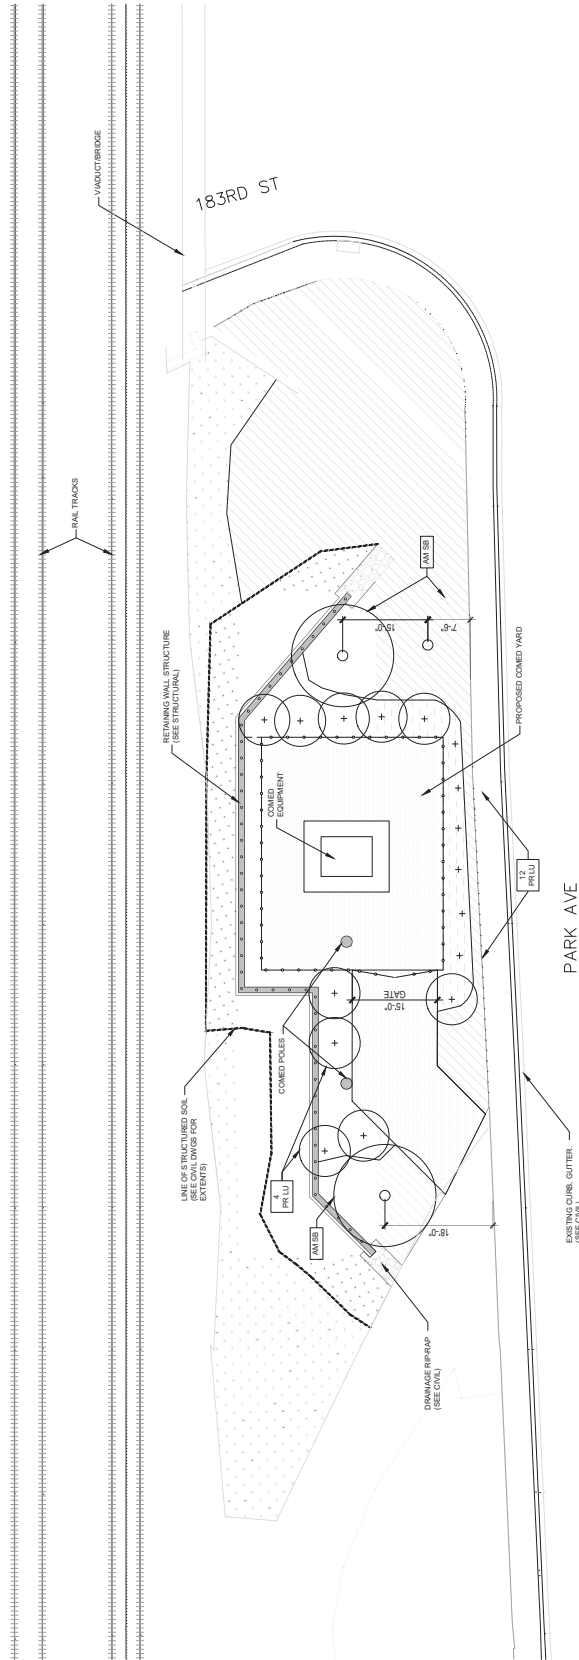 VIADUCT/BRIDGE
183RD ST
RAIL TRACKS
AM SB
15'-0"
7'-6"
RETAINING WALL STRUCTURE
(SEE STRUCTURAL)
PROPOSED COMED YARD
COMED
EQUIPMENT
12
PR LU
PARK AVE
GATE
15'-0"
COMED POLES
LINE OF STRUCTURED SOIL
(SEE CIVIL DWGS FOR
EXTENTS)
4
PR LU
AM SB
18'-0"
EXISTING CURB, GUTTER.
(SEE CIVIL)
DRAINAGE RIP-RAP
(SEE CIVIL)